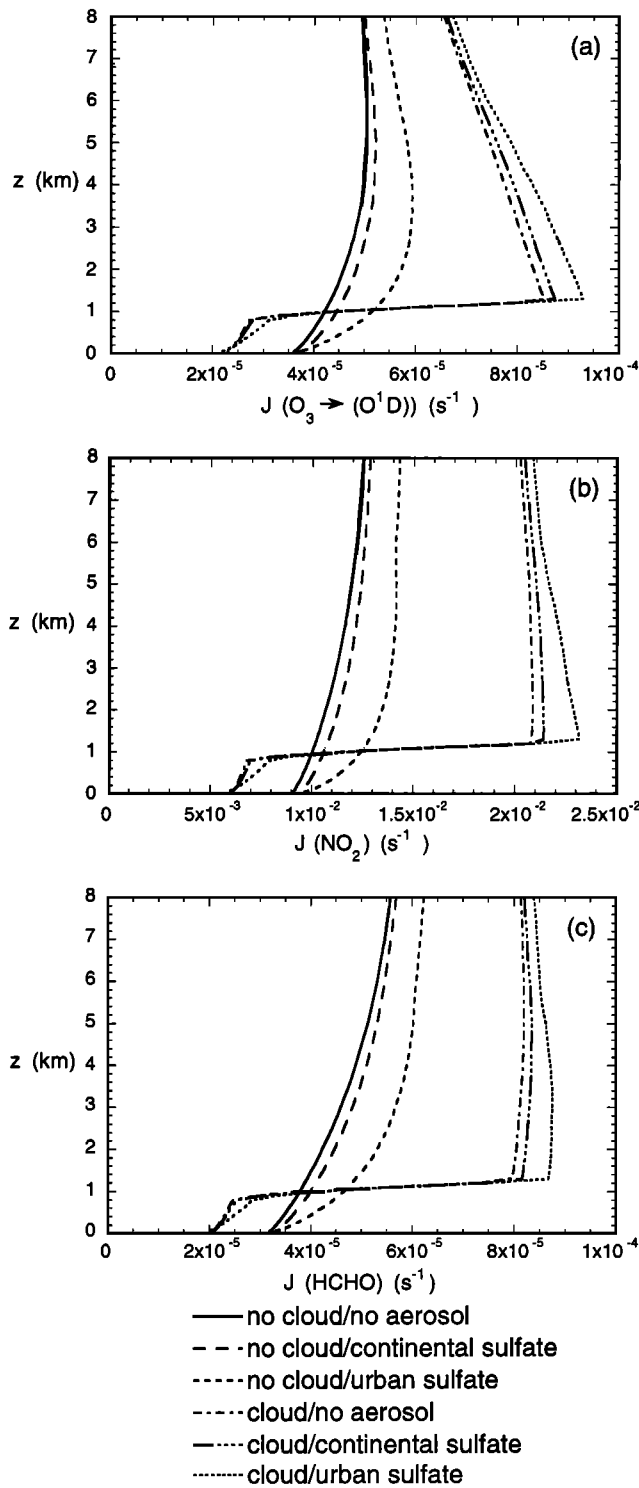 8
(a)
7
6
5
z (km)
4
3
2
1
0
0 2x10⁻⁵ 4x10⁻⁵ 6x10⁻⁵ 8x10⁻⁵ 1x10⁻⁴
J (O₃ → (O¹D)) (s⁻¹)
8
(b)
7
6
5
z (km)
4
3
2
1
0
0 5x10⁻³ 1x10⁻² 1.5x10⁻² 2x10⁻² 2.5x10⁻²
J (NO₂) (s⁻¹)
8
(c)
7
6
5
z (km)
4
3
2
1
0
0 2x10⁻⁵ 4x10⁻⁵ 6x10⁻⁵ 8x10⁻⁵ 1x10⁻⁴
J (HCHO) (s⁻¹)
no cloud/no aerosol
no cloud/continental sulfate
no cloud/urban sulfate
cloud/no aerosol
cloud/continental sulfate
cloud/urban sulfate